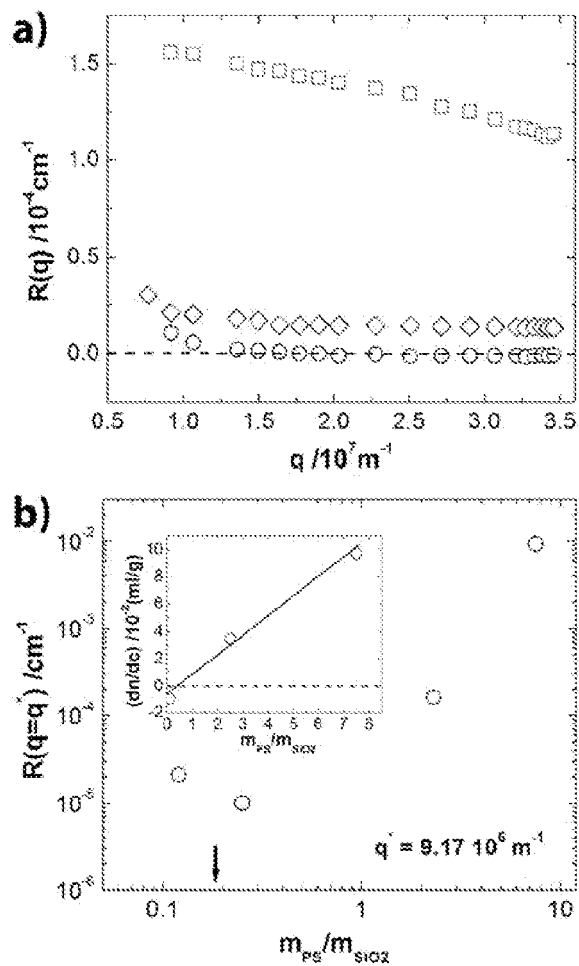 a)
1.5
1.0
0.5
0.0
R(q) /10⁻⁴cm⁻¹
0.5 1.0 1.5 2.0 2.5 3.0 3.5
q /10⁷m⁻¹
b)
10⁻²
10⁻³
10⁻⁴
10⁻⁵
10⁻⁶
R(q=q*) /cm⁻¹
10
8
6
4
2
0
-2
(dn/dc) /10⁻²(ml/g)
0 1 2 3 4 5 6 7 8
m_PS/m_SiO2
q* = 9.17 10⁶ m⁻¹
0.1 1 10
m_PS/m_SiO2